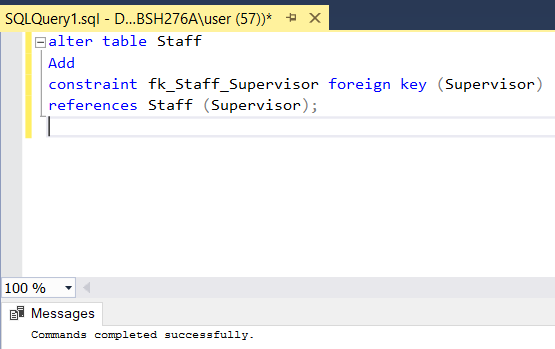 SQLQuery1.sql - D...BSH276A\user (57))*
alter table Staff
Add
constraint fk_Staff_Supervisor foreign key (Supervisor)
references Staff (Supervisor);
100 %
Messages
Commands completed successfully.